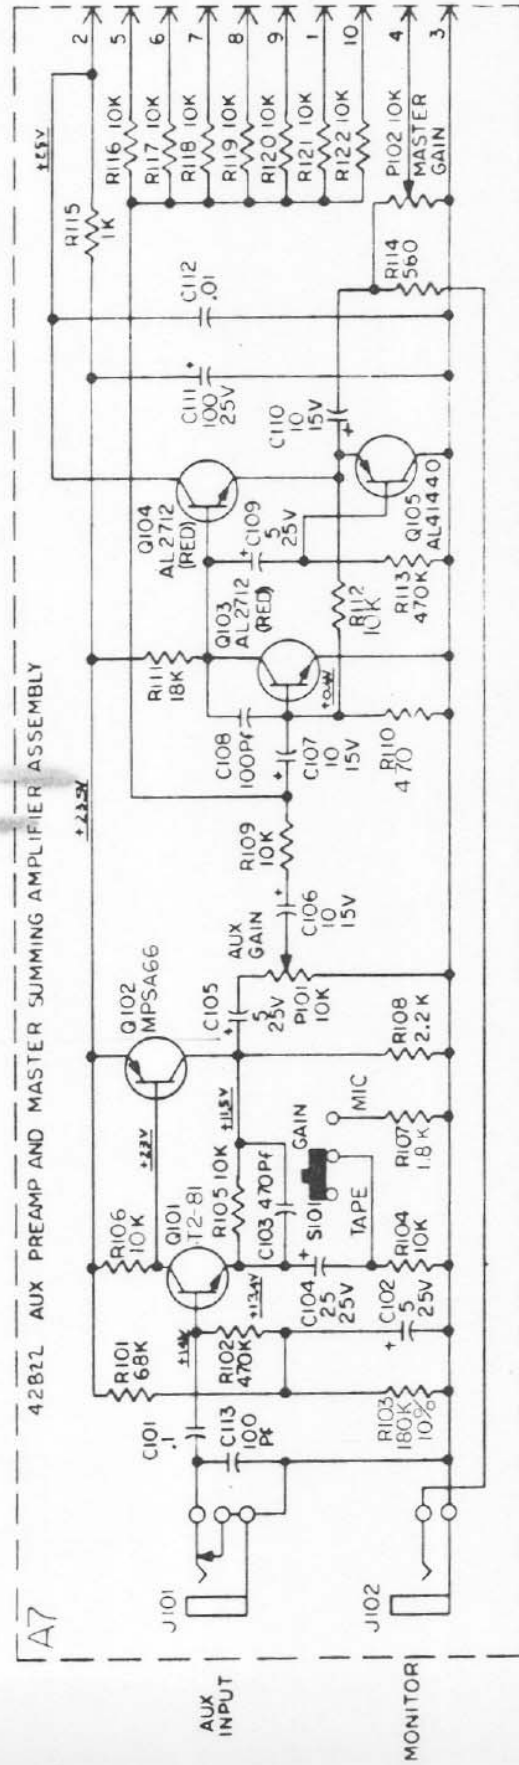 A7
42B22 AUX PREAMP AND MASTER SUMMING AMPLIFIER ASSEMBLY
AUX
INPUT
MONITOR
J101
J102
C101
.1
C113
100
Pf
R101
68K
+14V
R102
470K
R103
180K
10%
C102
5
25V
R106
10K
Q101
T2-81
+13.4V
+23V
Q102
MPSA66
R105 10K
C103 470Pf
+11.5V
C104
25
25V
S101
GAIN
TAPE
MIC
R104
10K
R107
1.8K
R108
2.2K
C105
5
25V
P101
10K
AUX
GAIN
C106
10
15V
R109
10K
+23.5V
C107
10
15V
C108
100Pf
R110
470
R111
18K
+0.4V
Q103
AL2712
(RED)
R112
10K
R113
470K
C109
5
25V
Q104
AL2712
(RED)
Q105
AL41440
C110
10
15V
C111
100
25V
C112
.01
R115
1K
+25V
R114
560
R116 10K
R117 10K
R118 10K
R119 10K
R120 10K
R121 10K
R122 10K
P102 10K
MASTER
GAIN
2
5
6
7
8
9
1
10
4
3